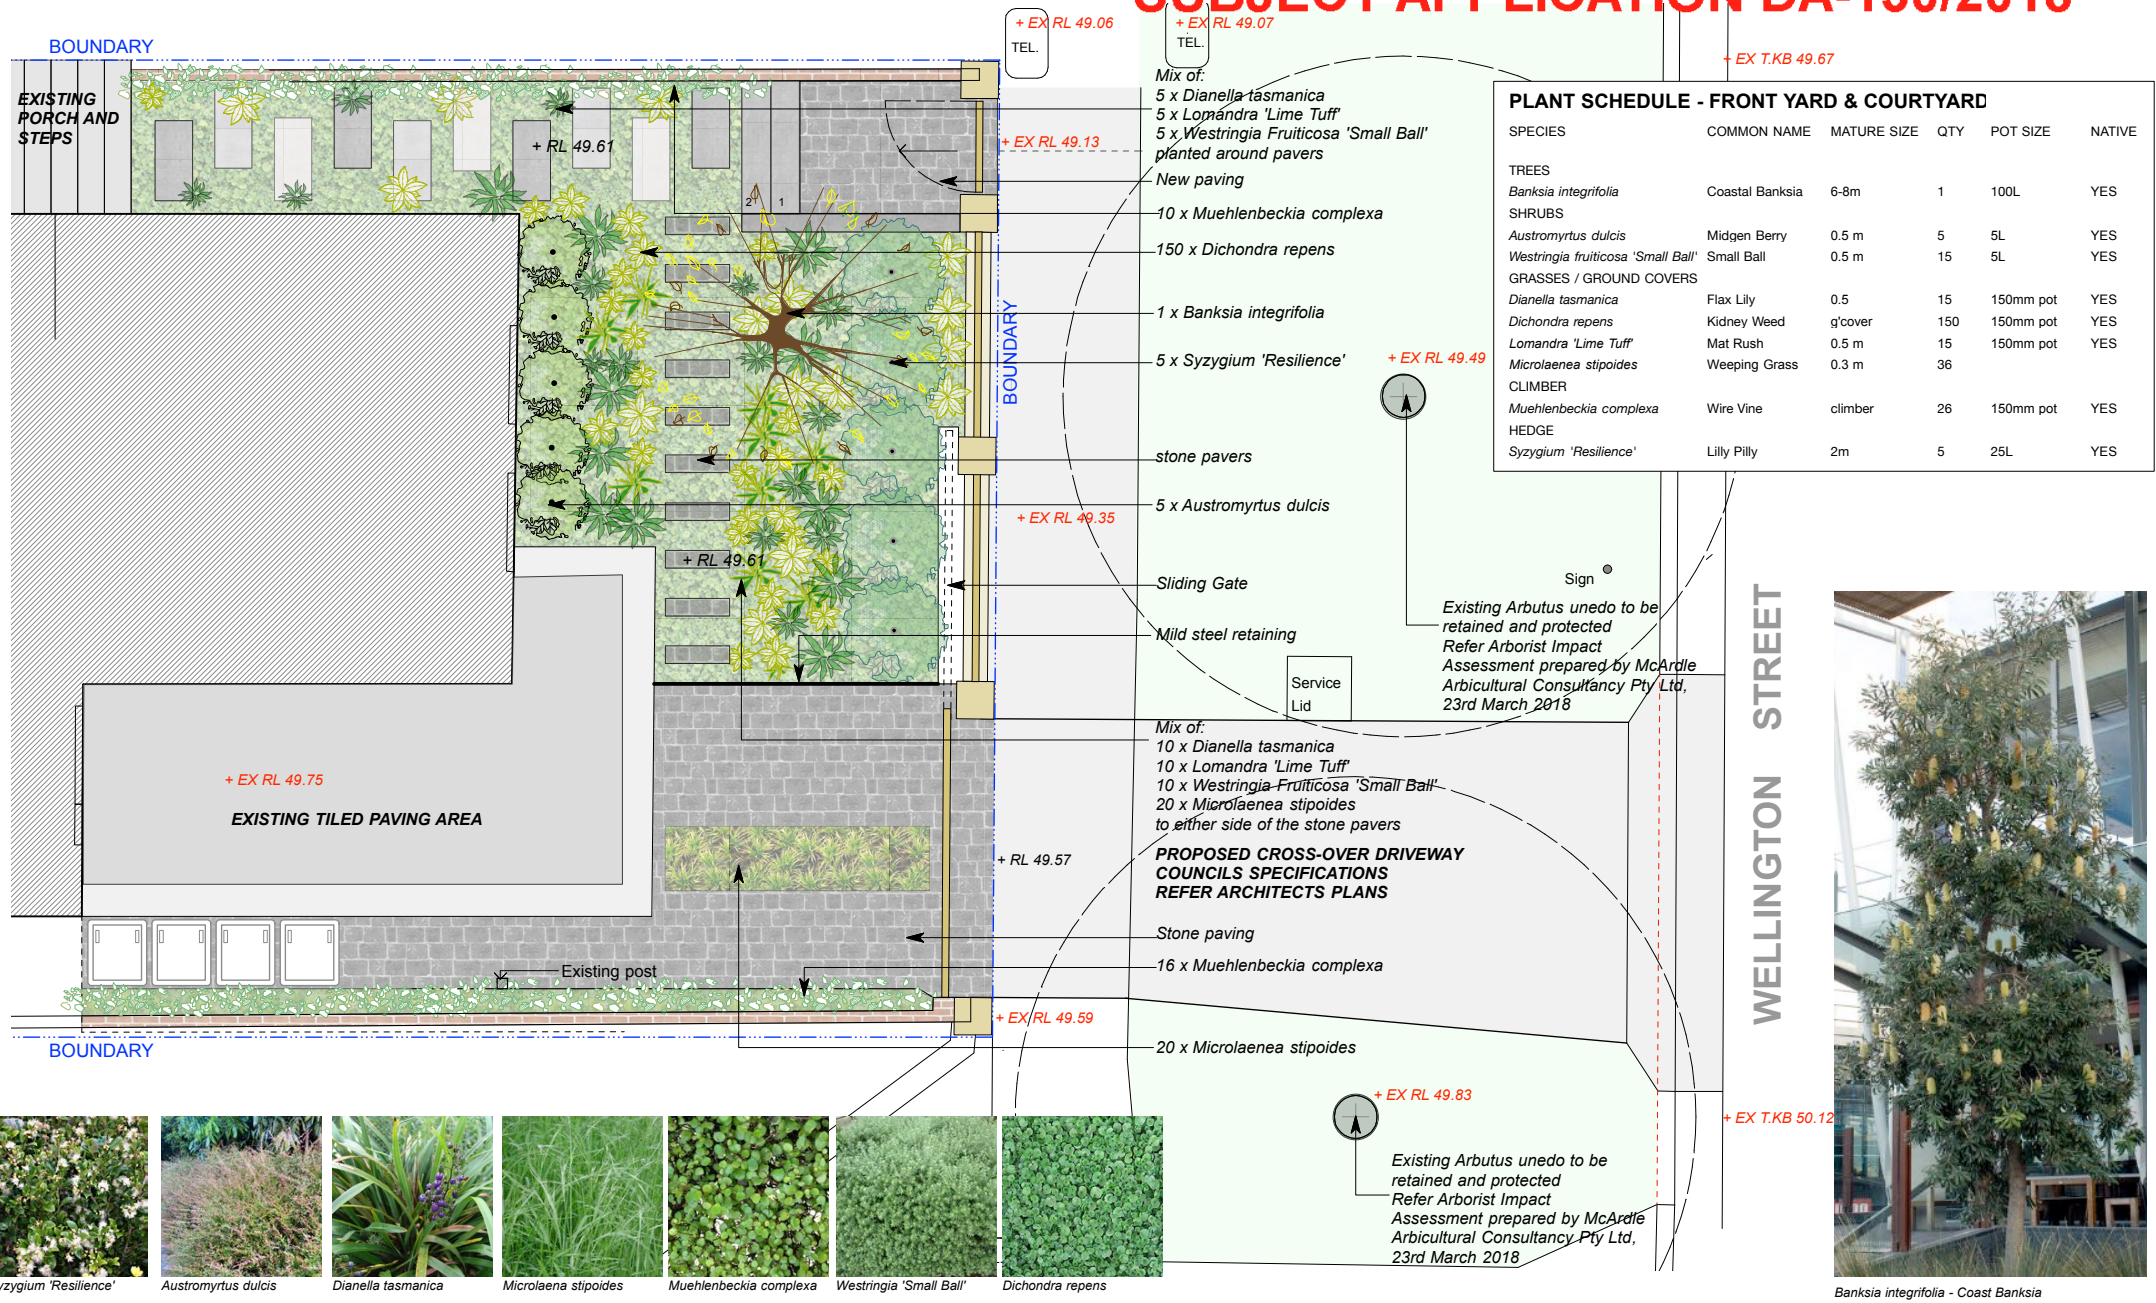 SUBJECT APPLICATION DA-130/2018
BOUNDARY
+ EX RL 49.06
TEL.
+ EX RL 49.07
TEL.
+ EX T.KB 49.67
EXISTING
PORCH AND
STEPS
+ RL 49.61
2
1
+ EX RL 49.13
Mix of:
5 x Dianella tasmanica
5 x Lomandra 'Lime Tuff'
5 x Westringia Fruiticosa 'Small Ball'
planted around pavers
New paving
10 x Muehlenbeckia complexa
150 x Dichondra repens
1 x Banksia integrifolia
5 x Syzygium 'Resilience'
stone pavers
5 x Austromyrtus dulcis
Sliding Gate
Mild steel retaining
BOUNDARY
+ EX RL 49.35
+ RL 49.61
+ EX RL 49.49
PLANT SCHEDULE - FRONT YARD & COURTYARD
SPECIES COMMON NAME MATURE SIZE QTY POT SIZE NATIVE
TREES
Banksia integrifolia Coastal Banksia 6-8m 1 100L YES
SHRUBS
Austromyrtus dulcis Midgen Berry 0.5 m 5 5L YES
Westringia fruiticosa 'Small Ball' Small Ball 0.5 m 15 5L YES
GRASSES / GROUND COVERS
Dianella tasmanica Flax Lily 0.5 15 150mm pot YES
Dichondra repens Kidney Weed g'cover 150 150mm pot YES
Lomandra 'Lime Tuff' Mat Rush 0.5 m 15 150mm pot YES
Microlaenea stipoides Weeping Grass 0.3 m 36
CLIMBER
Muehlenbeckia complexa Wire Vine climber 26 150mm pot YES
HEDGE
Syzygium 'Resilience' Lilly Pilly 2m 5 25L YES
Sign
Existing Arbutus unedo to be
retained and protected
Refer Arborist Impact
Assessment prepared by McArdle
Arbicultural Consultancy Pty Ltd,
23rd March 2018
Service
Lid
WELLINGTON STREET
Mix of:
10 x Dianella tasmanica
10 x Lomandra 'Lime Tuff'
10 x Westringia Fruiticosa 'Small Ball'
20 x Microlaenea stipoides
to either side of the stone pavers
PROPOSED CROSS-OVER DRIVEWAY
COUNCILS SPECIFICATIONS
REFER ARCHITECTS PLANS
+ EX RL 49.75
EXISTING TILED PAVING AREA
+ RL 49.57
Stone paving
16 x Muehlenbeckia complexa
Existing post
+ EX RL 49.59
BOUNDARY
20 x Microlaenea stipoides
+ EX RL 49.83
+ EX T.KB 50.12
Existing Arbutus unedo to be
retained and protected
Refer Arborist Impact
Assessment prepared by McArdle
Arbicultural Consultancy Pty Ltd,
23rd March 2018
yzygium 'Resilience'
Austromyrtus dulcis
Dianella tasmanica
Microlaena stipoides
Muehlenbeckia complexa
Westringia 'Small Ball'
Dichondra repens
Banksia integrifolia - Coast Banksia